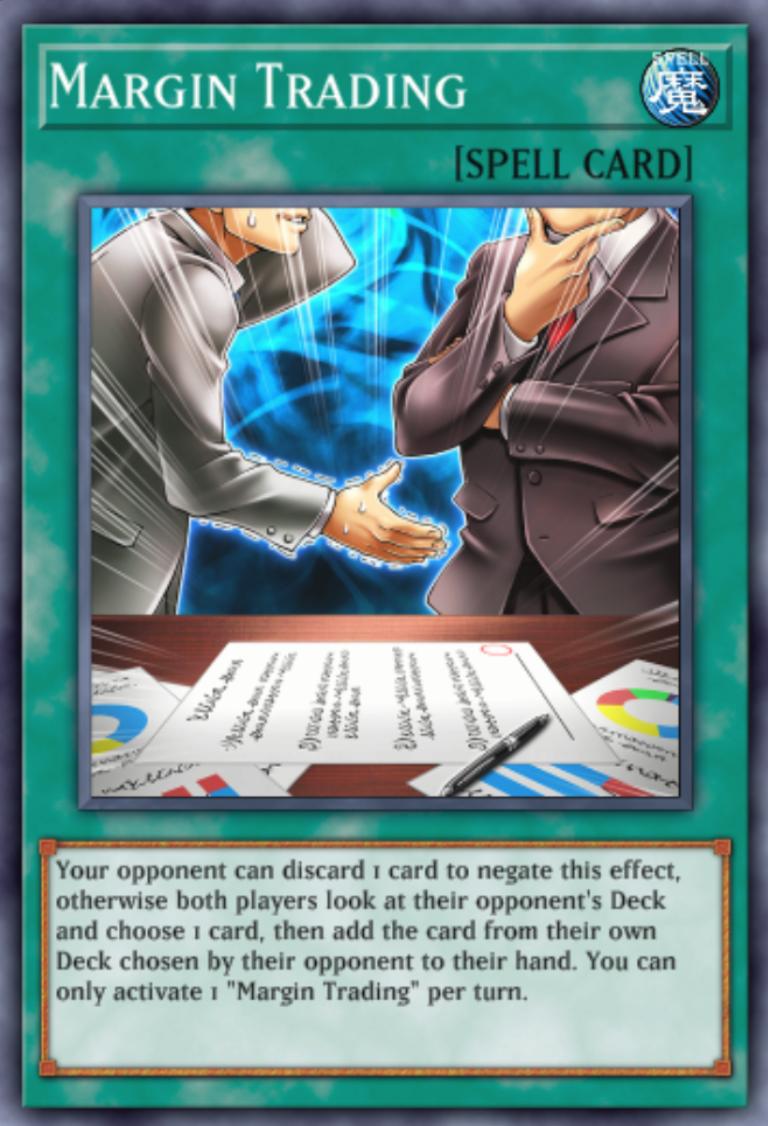 Margin Trading
SPELL
魔
[SPELL CARD]
Your opponent can discard 1 card to negate this effect,
otherwise both players look at their opponent's Deck
and choose 1 card, then add the card from their own
Deck chosen by their opponent to their hand. You can
only activate 1 "Margin Trading" per turn.